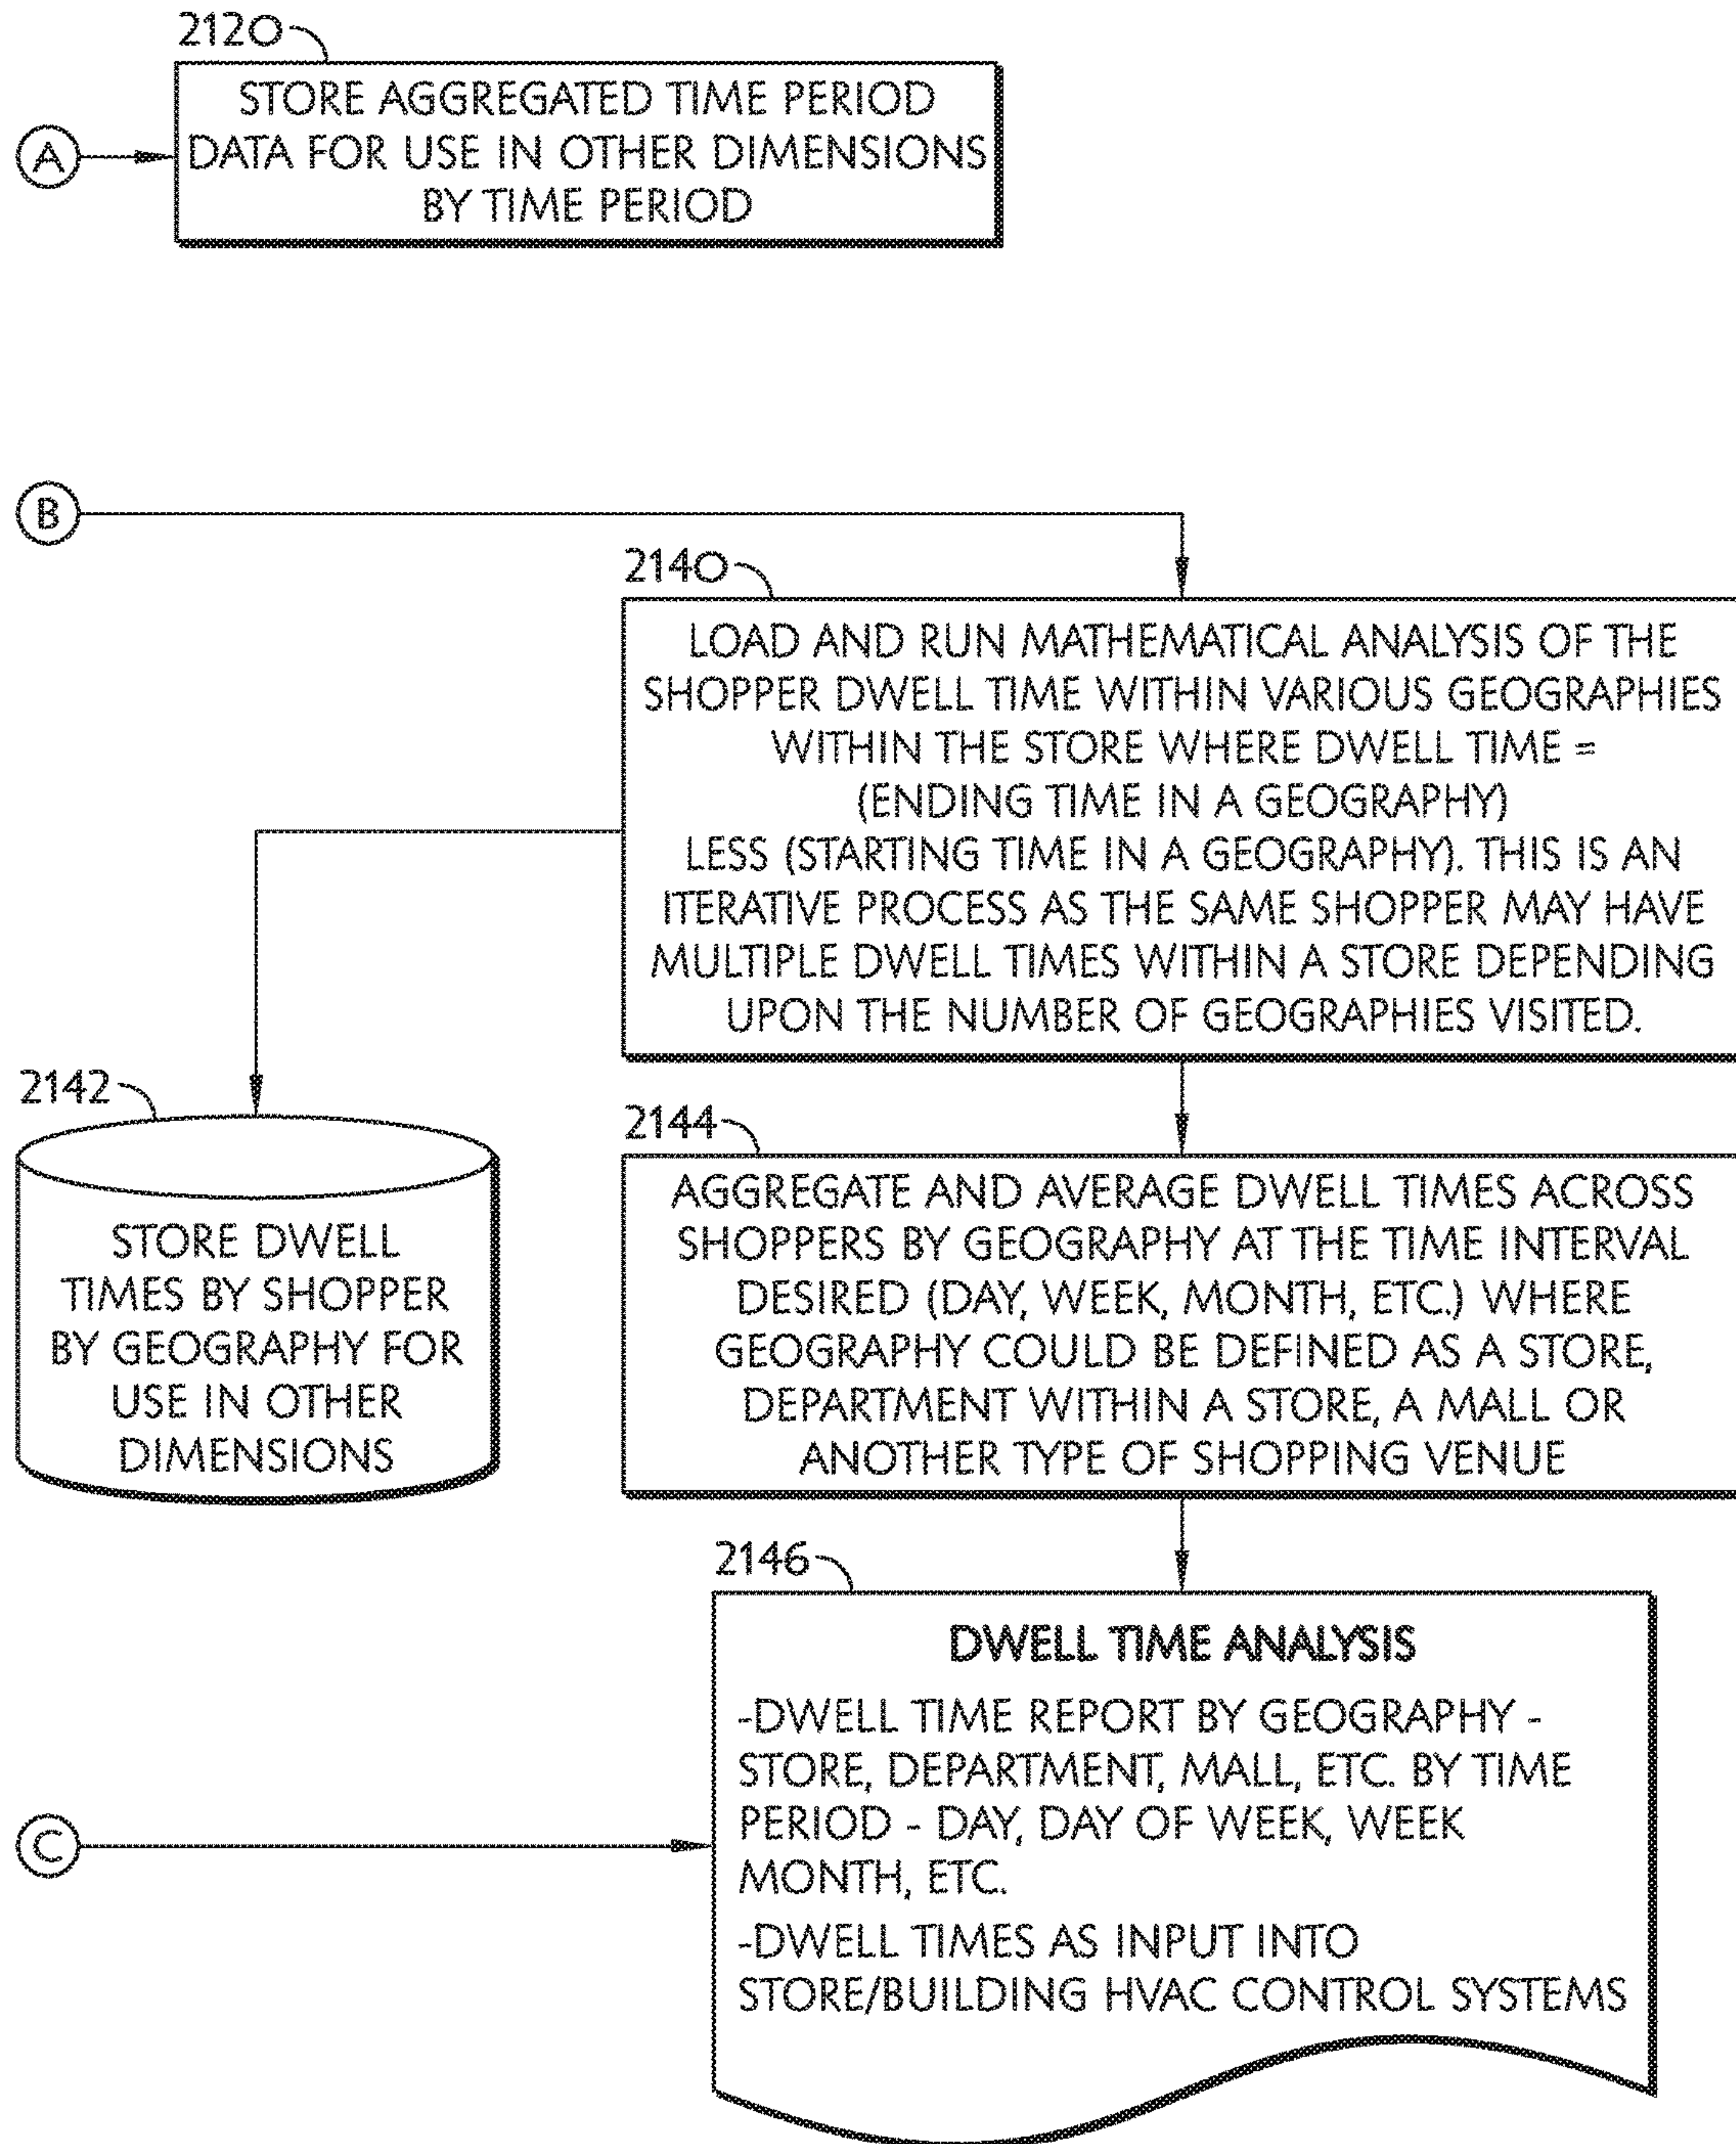 2120
STORE AGGREGATED TIME PERIOD
DATA FOR USE IN OTHER DIMENSIONS
BY TIME PERIOD
A
B
2140
LOAD AND RUN MATHEMATICAL ANALYSIS OF THE
SHOPPER DWELL TIME WITHIN VARIOUS GEOGRAPHIES
WITHIN THE STORE WHERE DWELL TIME =
(ENDING TIME IN A GEOGRAPHY)
LESS (STARTING TIME IN A GEOGRAPHY). THIS IS AN
ITERATIVE PROCESS AS THE SAME SHOPPER MAY HAVE
MULTIPLE DWELL TIMES WITHIN A STORE DEPENDING
UPON THE NUMBER OF GEOGRAPHIES VISITED.
2142
STORE DWELL
TIMES BY SHOPPER
BY GEOGRAPHY FOR
USE IN OTHER
DIMENSIONS
2144
AGGREGATE AND AVERAGE DWELL TIMES ACROSS
SHOPPERS BY GEOGRAPHY AT THE TIME INTERVAL
DESIRED (DAY, WEEK, MONTH, ETC.) WHERE
GEOGRAPHY COULD BE DEFINED AS A STORE,
DEPARTMENT WITHIN A STORE, A MALL OR
ANOTHER TYPE OF SHOPPING VENUE
2146
DWELL TIME ANALYSIS
-DWELL TIME REPORT BY GEOGRAPHY -
STORE, DEPARTMENT, MALL, ETC. BY TIME
PERIOD - DAY, DAY OF WEEK, WEEK
MONTH, ETC.
-DWELL TIMES AS INPUT INTO
STORE/BUILDING HVAC CONTROL SYSTEMS
C